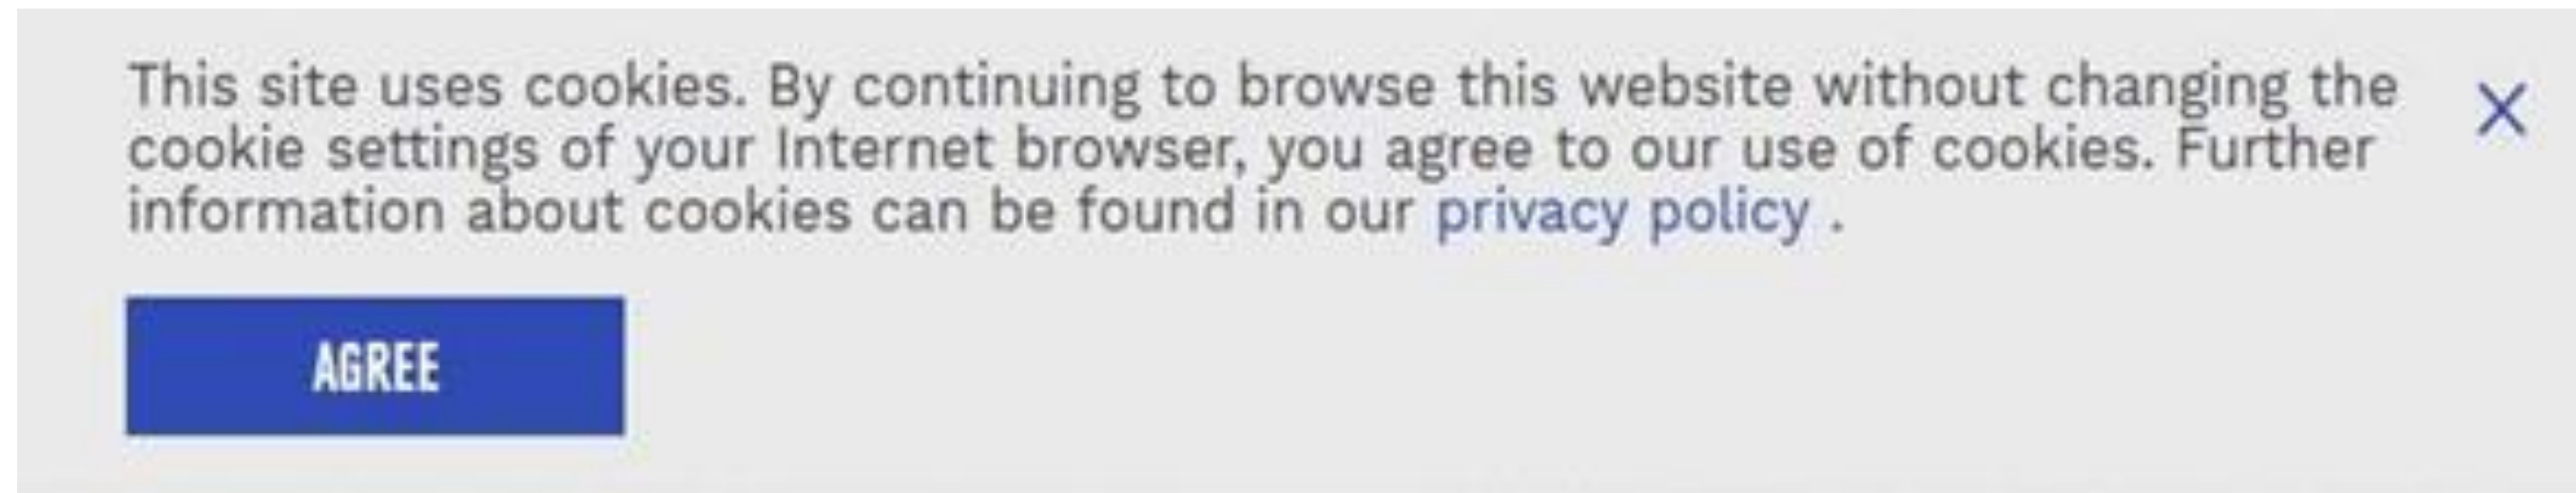 This site uses cookies. By continuing to browse this website without changing the
cookie settings of your Internet browser, you agree to our use of cookies. Further
information about cookies can be found in our privacy policy .
AGREE